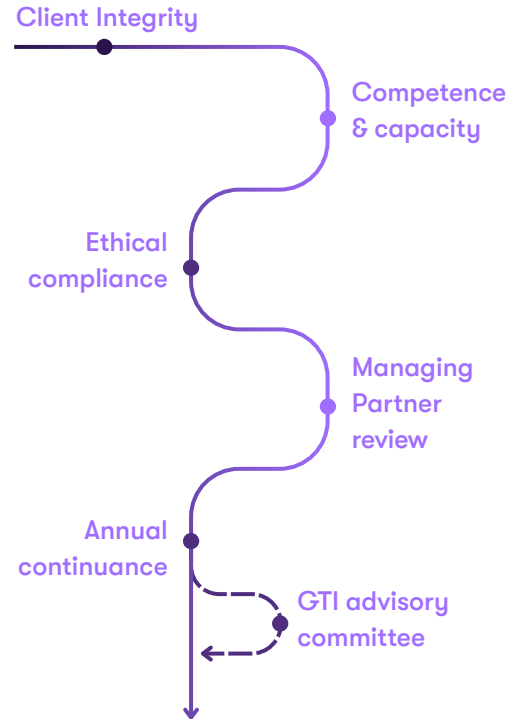 Client Integrity
Competence
& capacity
Ethical
compliance
Managing
Partner
review
Annual
continuance
GTI advisory
committee